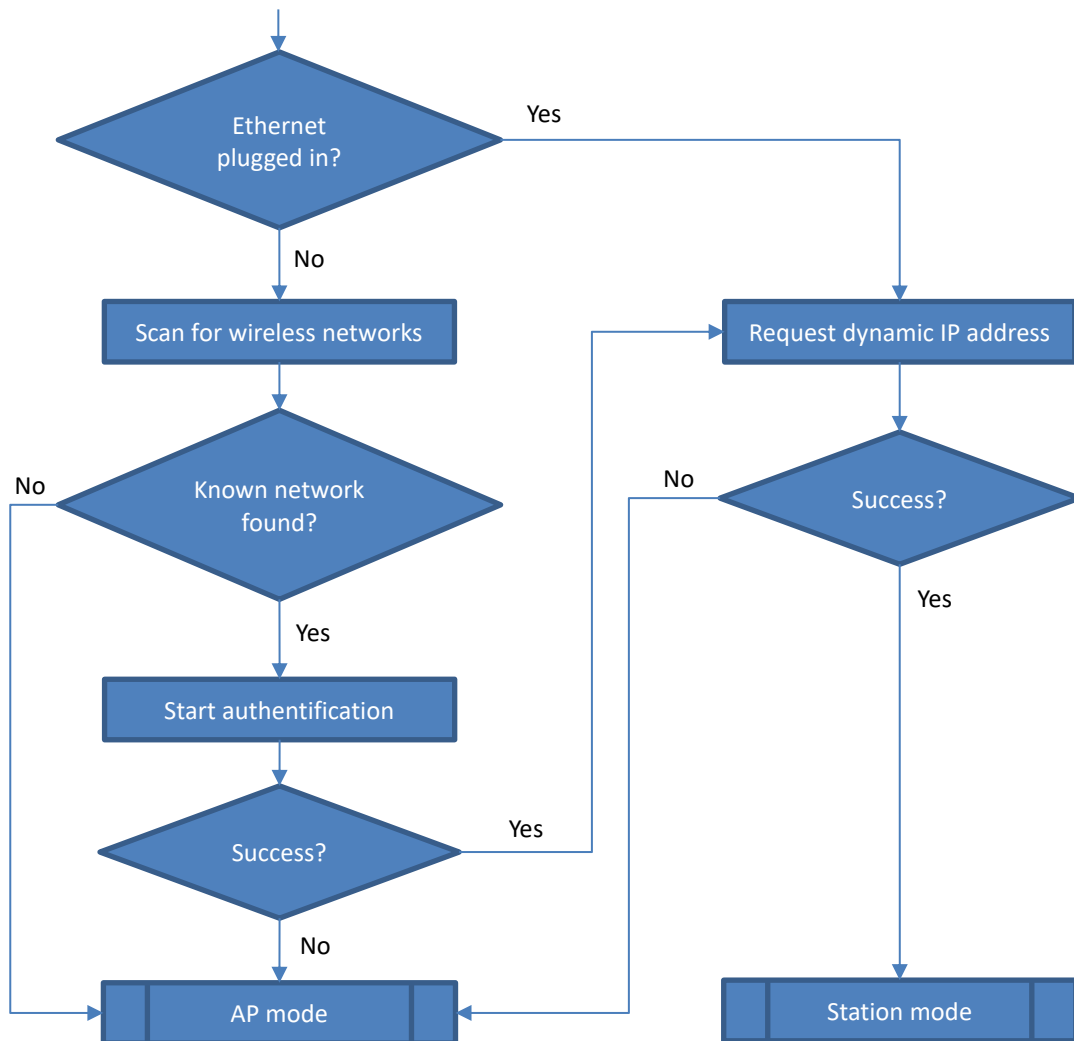 Ethernet
plugged in?
Yes
No
Scan for wireless networks
Request dynamic IP address
No
Known network
found?
No
Success?
Yes
Yes
Start authentification
Success?
Yes
No
AP mode
Station mode